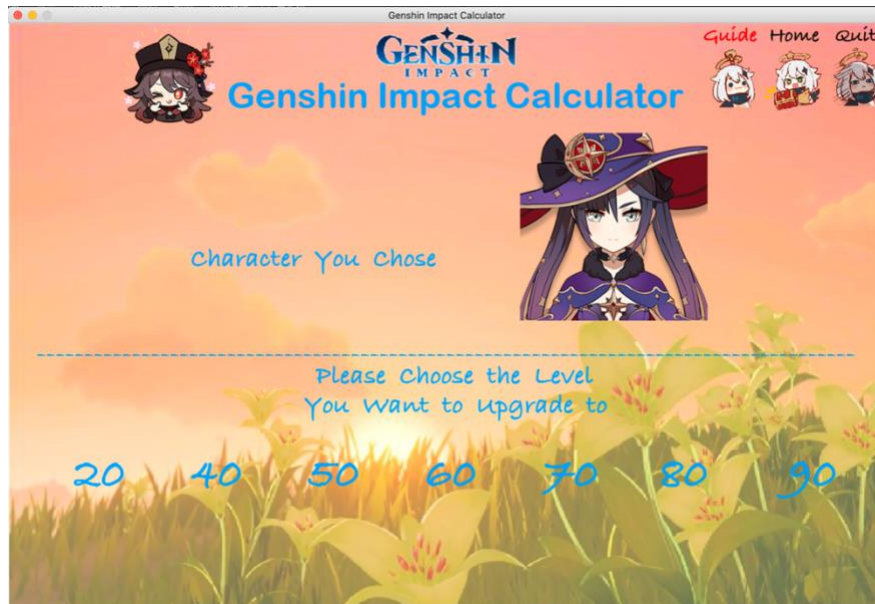 Genshin Impact Calculator
Guide Home Quit
GENSHIN
IMPACT
Genshin Impact Calculator
Character You Chose
Please Choose the Level
You Want to Upgrade to
20 40 50 60 70 80 90